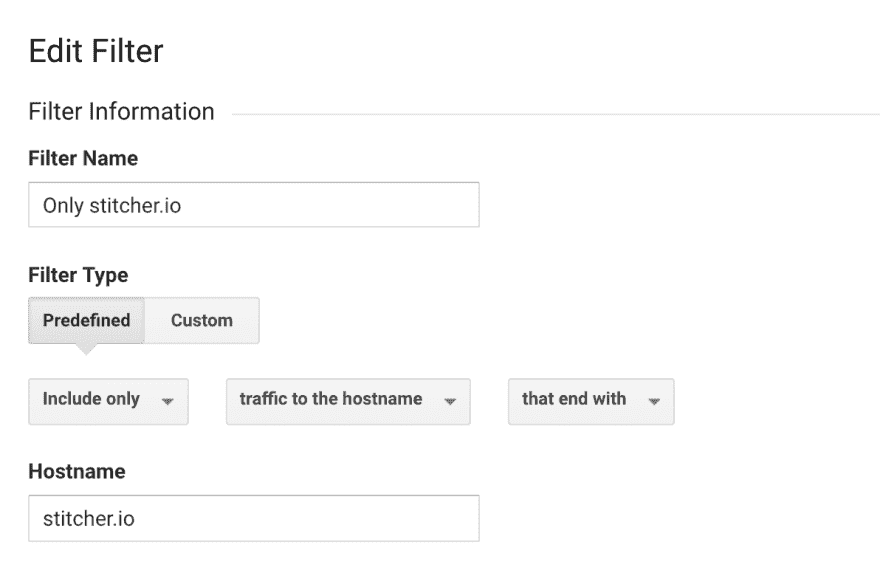 Edit Filter
Filter Information
Filter Name
Only stitcher.io
Filter Type
Predefined Custom
Include only traffic to the hostname that end with
Hostname
stitcher.io